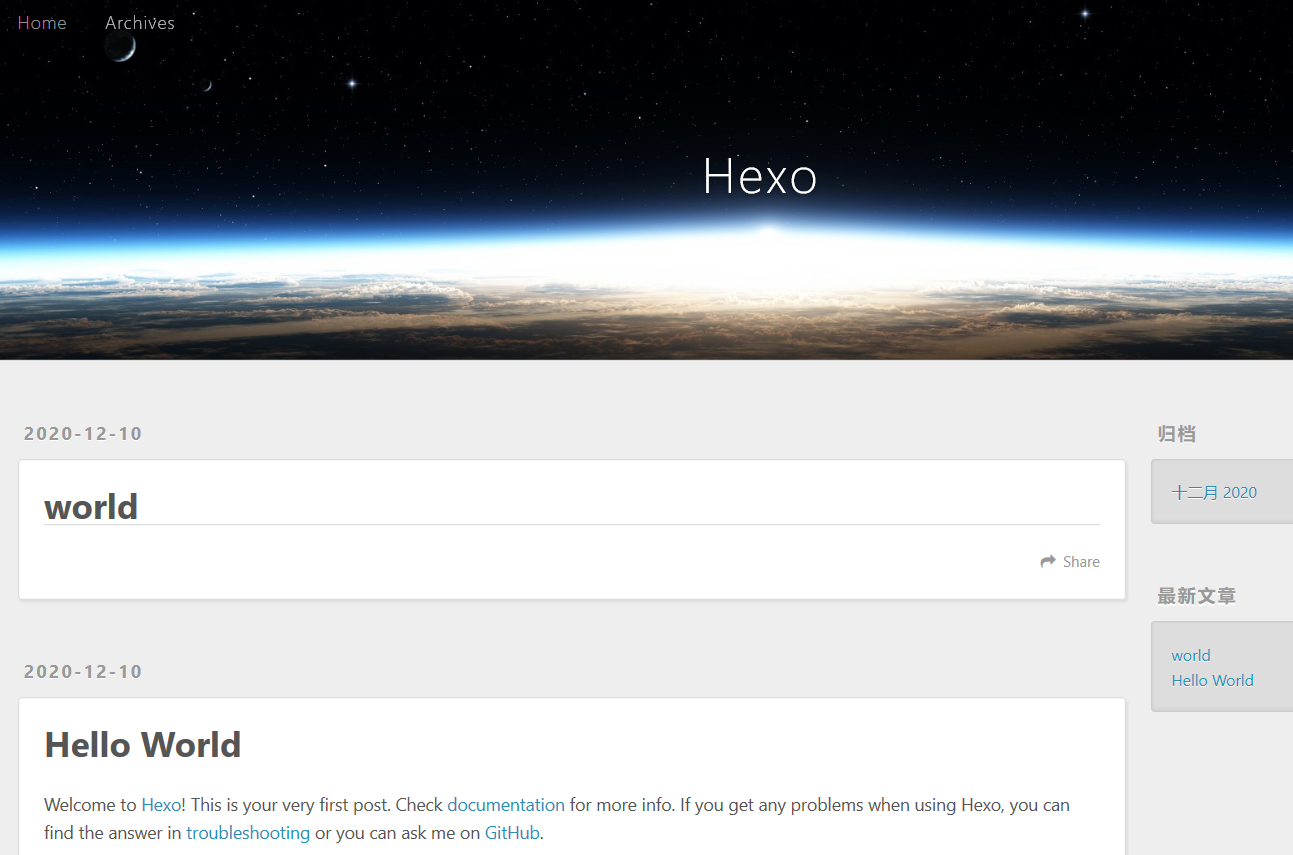 Home Archives
Hexo
2020-12-10
world
Share
2020-12-10
Hello World
Welcome to Hexo! This is your very first post. Check documentation for more info. If you get any problems when using Hexo, you can
find the answer in troubleshooting or you can ask me on GitHub.
归档
十二月 2020
最新文章
world
Hello World